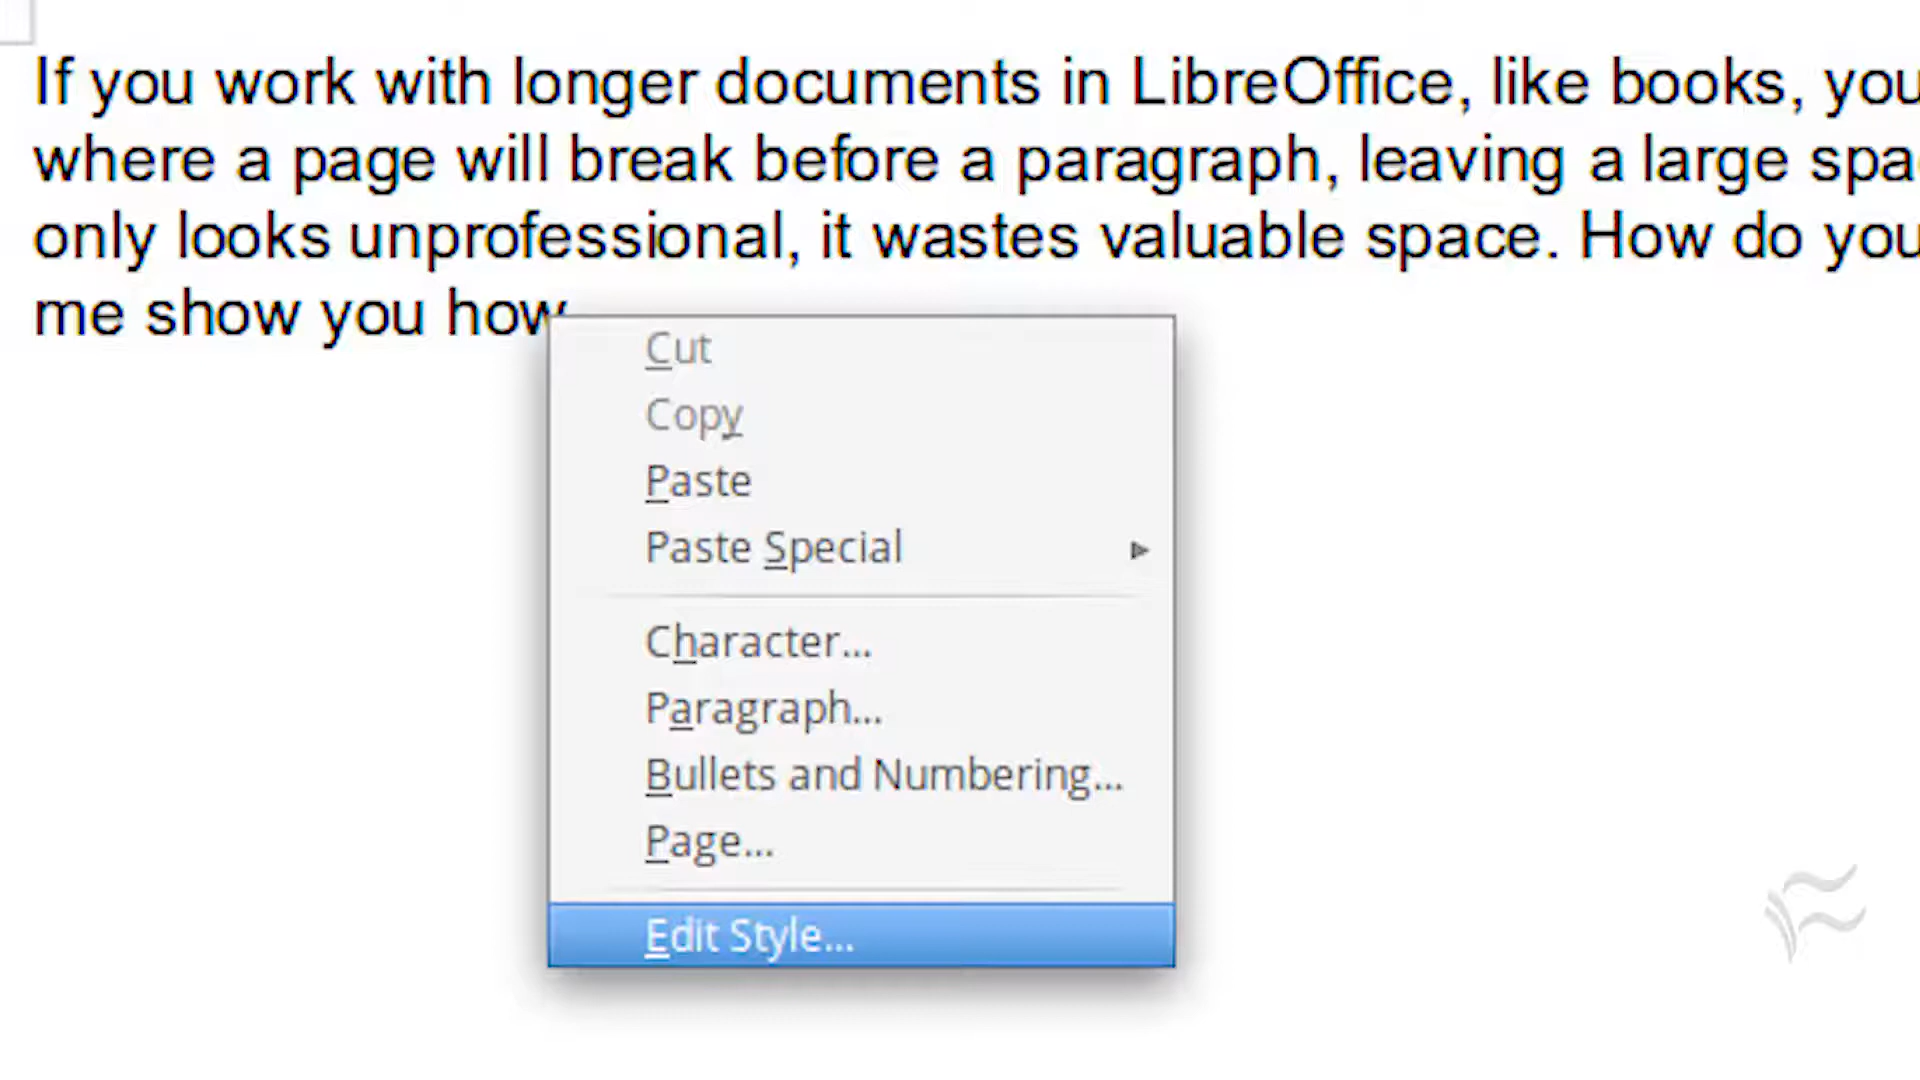 If you work with longer documents in LibreOffice, like books, you
where a page will break before a paragraph, leaving a large spa
only looks unprofessional, it wastes valuable space. How do you
me show you how
Cut
Copy
Paste
Paste Special
Character...
Paragraph...
Bullets and Numbering...
Page...
Edit Style...